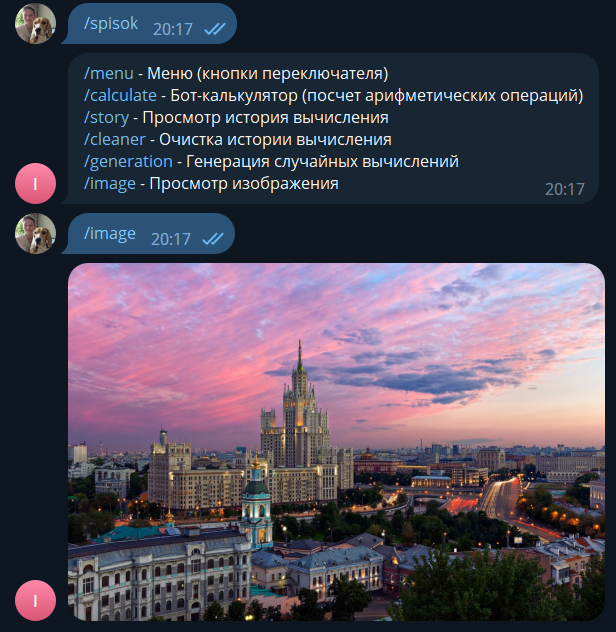 /spisok 20:17
/menu - Меню (кнопки переключателя)
/calculate - Бот-калькулятор (посчет арифметических операций)
/story - Просмотр история вычисления
/cleaner - Очистка истории вычисления
/generation - Генерация случайных вычислений
/image - Просмотр изображения
20:17
I
/image 20:17
I